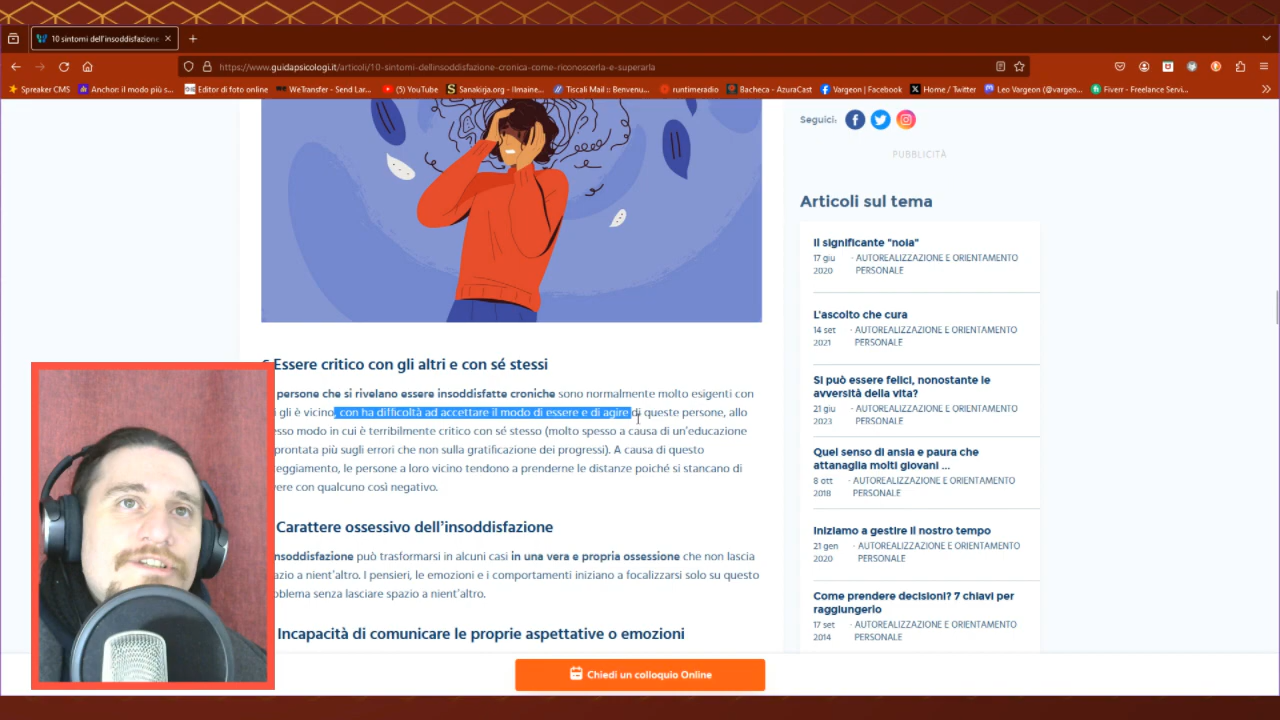 10 sintomi dell'insoddisfazione
https://www.guidapsicologi.it/articoli/10-sintomi-dellinsoddisfazione-cronica-come-riconoscerla-e-superarla
Spreaker CMS
Anchor: il modo più s...
Editor di foto online
WeTransfer - Send Lar...
(5) YouTube
Sanakirja.org - Ilmaine...
Tiscali Mail :: Benvenu...
runtimeradio
Bacheca - AzuraCast
Vargeon | Facebook
Home / Twitter
Leo Vargeon (@vargeo...
Fiverr - Freelance Servi...
Seguici:
PUBBLICITÀ
Articoli sul tema
Il significante "noia"
17 giu 2020 · AUTOREALIZZAZIONE E ORIENTAMENTO PERSONALE
L'ascolto che cura
14 set 2021 · AUTOREALIZZAZIONE E ORIENTAMENTO PERSONALE
Si può essere felici, nonostante le
avversità della vita?
21 giu 2023 · AUTOREALIZZAZIONE E ORIENTAMENTO PERSONALE
Quel senso di ansia e paura che
attanaglia molti giovani ...
8 ott 2018 · AUTOREALIZZAZIONE E ORIENTAMENTO PERSONALE
Iniziamo a gestire il nostro tempo
21 gen 2020 · AUTOREALIZZAZIONE E ORIENTAMENTO PERSONALE
Come prendere decisioni? 7 chiavi per
raggiungerlo
17 set 2014 · AUTOREALIZZAZIONE E ORIENTAMENTO PERSONALE
Essere critico con gli altri e con sé stessi
persone che si rivelano essere insoddisfatte croniche sono normalmente molto esigenti con
gli è vicino, con ha difficoltà ad accettare il modo di essere e di agire di queste persone, allo
modo in cui è terribilmente critico con sé stesso (molto spesso a causa di un'educazione
più sugli errori che non sulla gratificazione dei progressi). A causa di questo
le persone a loro vicino tendono a prenderne le distanze poiché si stancano di
con qualcuno così negativo.
Carattere ossessivo dell'insoddisfazione
insoddisfazione può trasformarsi in alcuni casi in una vera e propria ossessione che non lascia
a nient'altro. I pensieri, le emozioni e i comportamenti iniziano a focalizzarsi solo su questo
senza lasciare spazio a nient'altro.
Incapacità di comunicare le proprie aspettative o emozioni
Chiedi un colloquio Online